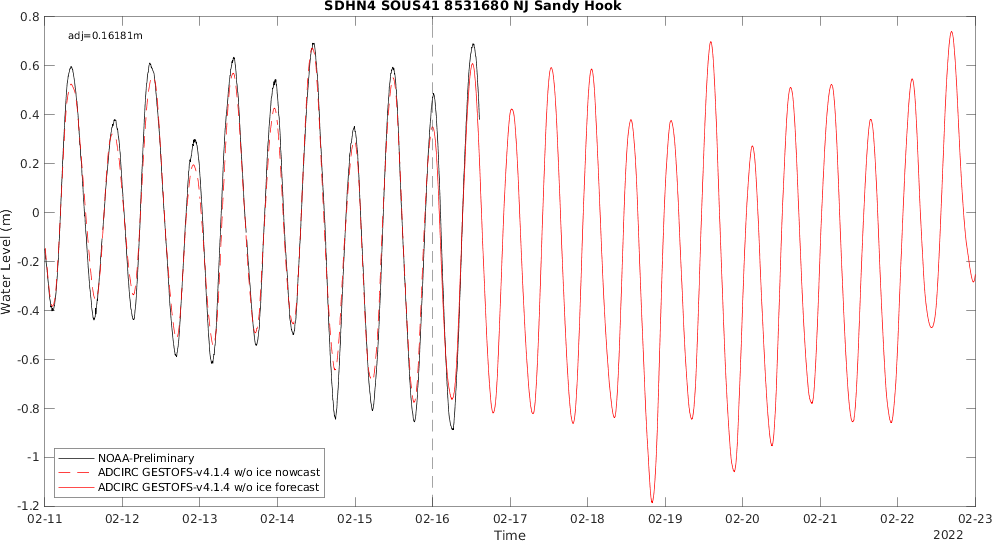 SDHN4 SOUS41 8531680 NJ Sandy Hook
adj=0.16181m
0.8
0.6
0.4
0.2
0
-0.2
-0.4
-0.6
-0.8
-1
-1.2
Water Level (m)
NOAA-Preliminary
ADCIRC GESTOFS-v4.1.4 w/o ice nowcast
ADCIRC GESTOFS-v4.1.4 w/o ice forecast
02-11 02-12 02-13 02-14 02-15 02-16 02-17 02-18 02-19 02-20 02-21 02-22 02-23
Time
2022